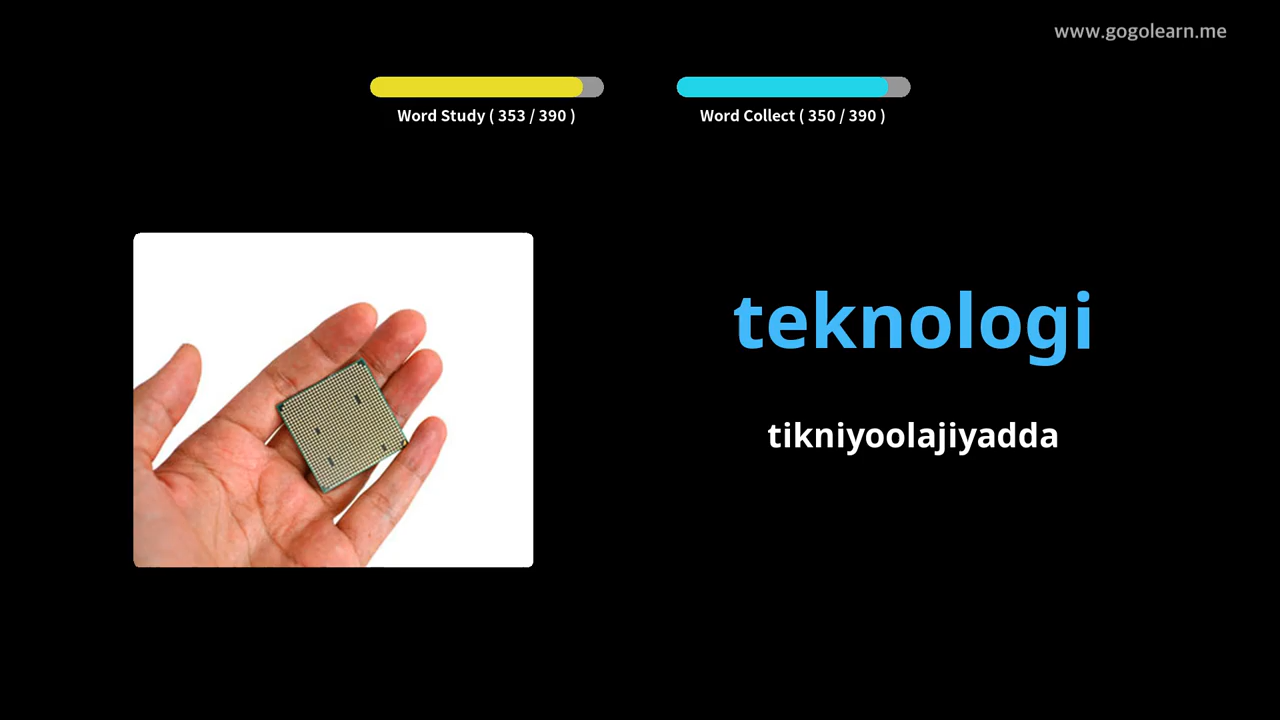 www.gogolearn.me
Word Study ( 353 / 390 )
Word Collect ( 350 / 390 )
teknologi
tikniyoolajiyadda